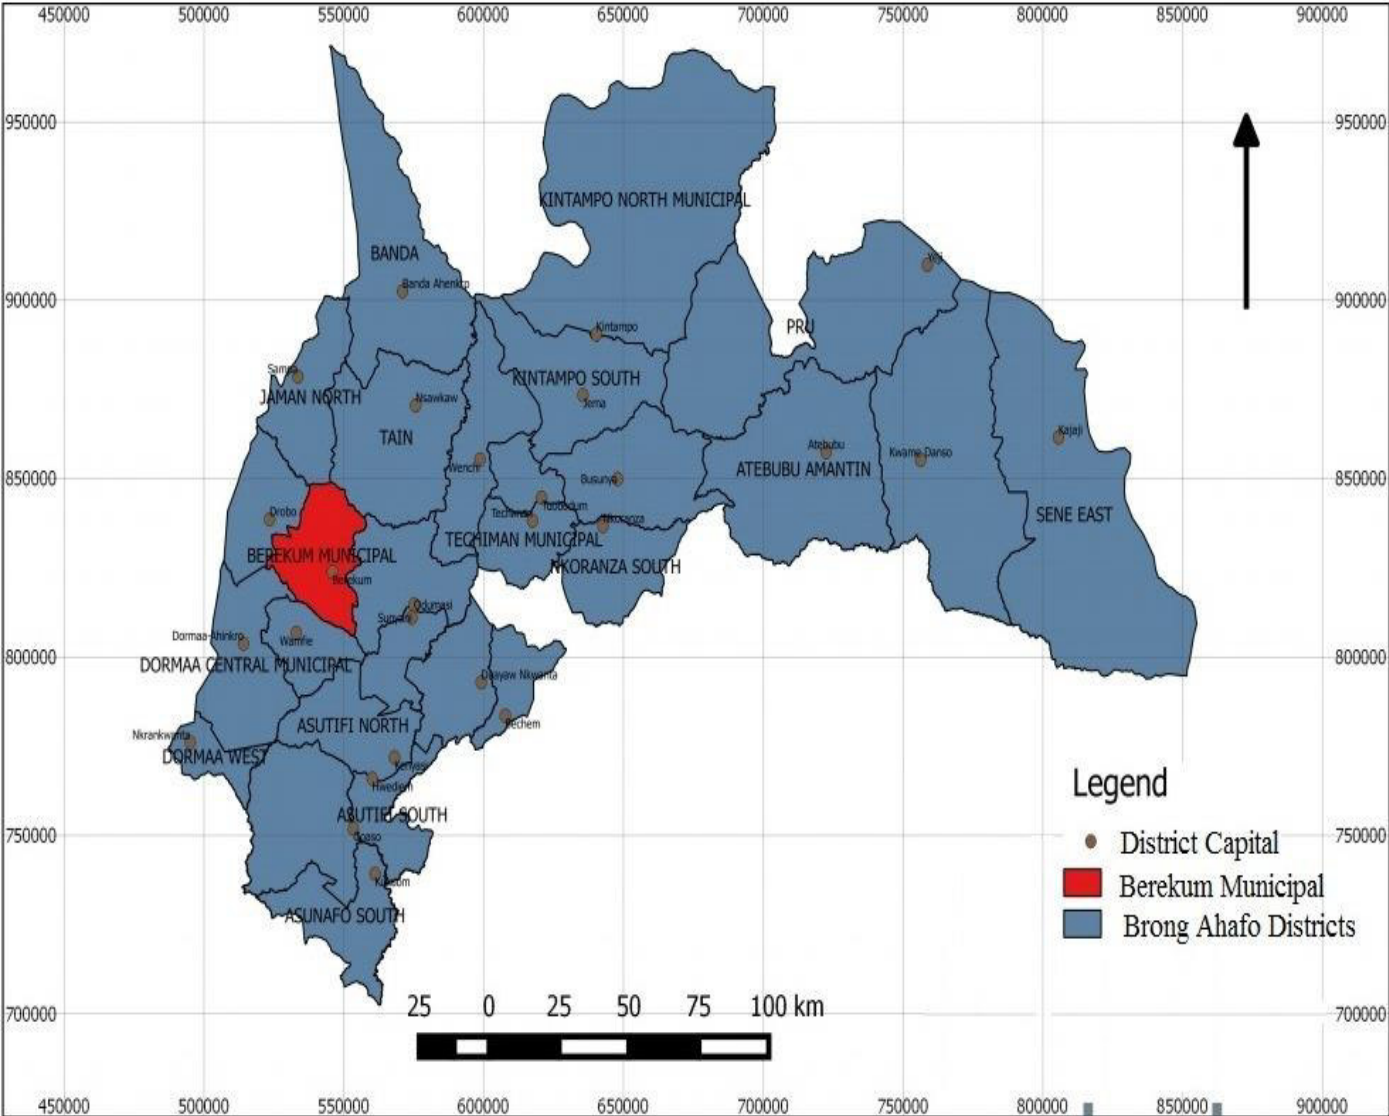 450000 500000 550000 600000 650000 700000 750000 800000 850000 900000
950000 950000
KINTAMPO NORTH MUNICIPAL
BANDA
Yeji
Banda Ahenkro
900000 900000
Kintampo
PRU
Sampa
KINTAMPO SOUTH
JAMAN NORTH
Nsawkaw
Jema
TAIN
Kajaji
Atebubu
Kwame Danso
Wenchi
ATEBUBU AMANTIN
850000 850000
Busunya
Tuobodom
Drobo
Techiman
Nkoranza
SENE EAST
TECHIMAN MUNICIPAL
BEREKUM MUNICIPAL
NKORANZA SOUTH
Berekum
Odumasi
Sunyani
Dormaa-Ahinkro
Wamfie
800000 800000
DORMAA CENTRAL MUNICIPAL
Duayaw Nkwanta
Bechem
ASUTIFI NORTH
Nkrankwanta
DORMAA WEST
Kenyasi
Hwediem
Legend
ASUTIFI SOUTH
Goaso
750000 750000
District Capital
Kukuom
Berekum Municipal
ASUNAFO SOUTH
Brong Ahafo Districts
25 0 25 50 75 100 km
700000 700000
450000 500000 550000 600000 650000 700000 750000 800000 850000 900000